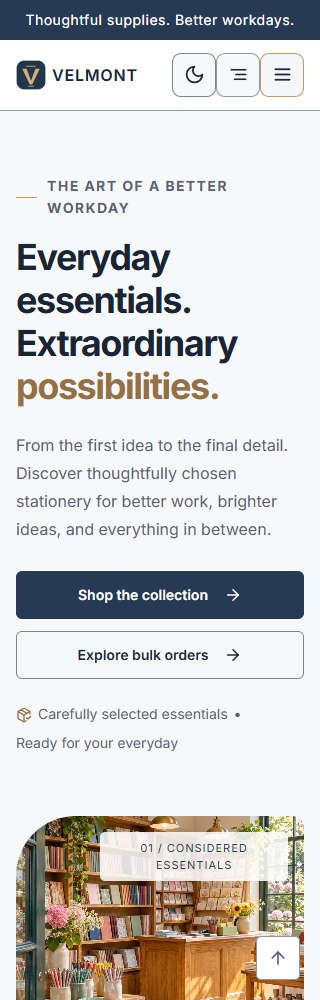 Thoughtful supplies. Better workdays.
VELMONT
THE ART OF A BETTER
WORKDAY
Everyday
essentials.
Extraordinary
possibilities.
From the first idea to the final detail.
Discover thoughtfully chosen
stationery for better work, brighter
ideas, and everything in between.
Shop the collection →
Explore bulk orders →
Carefully selected essentials •
Ready for your everyday
01 / CONSIDERED
ESSENTIALS